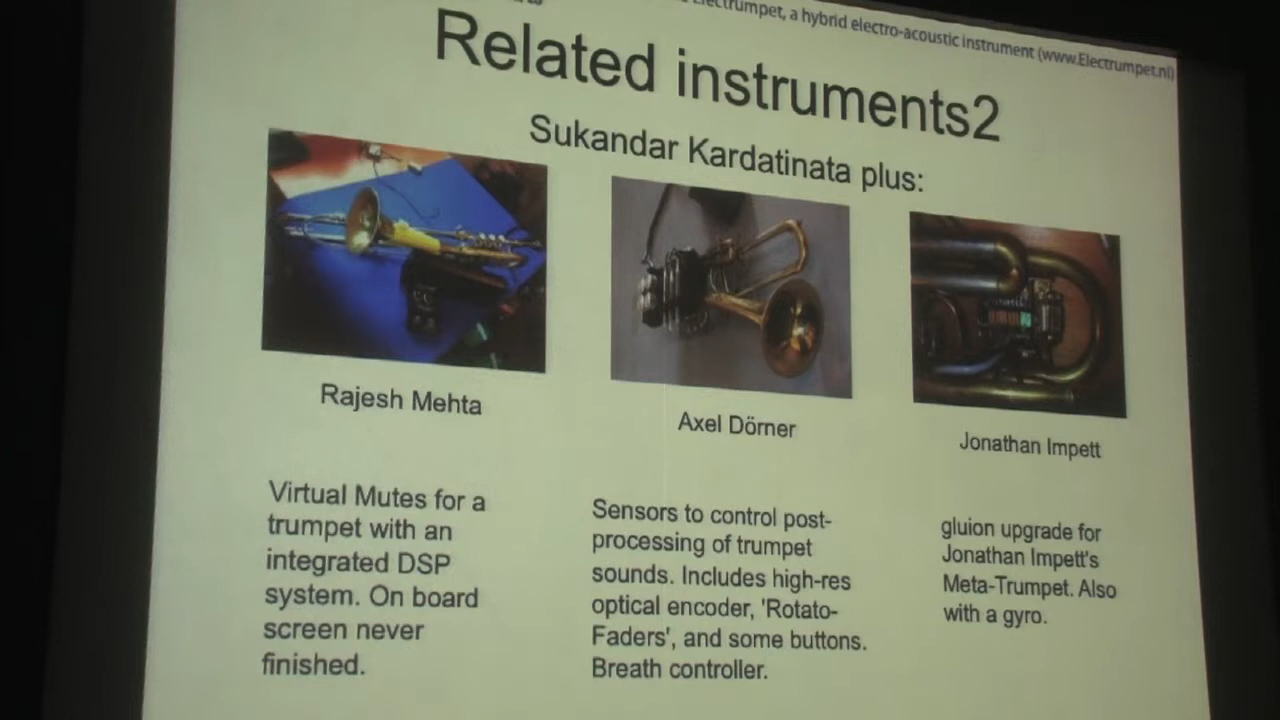 Electrumpet, a hybrid electro-acoustic instrument (www.Electrumpet.nl)
Related instruments2
Sukandar Kardatinata plus:
Rajesh Mehta
Axel Dörner
Jonathan Impett
Virtual Mutes for a
trumpet with an
integrated DSP
system. On board
screen never
finished.
Sensors to control post-
processing of trumpet
sounds. Includes high-res
optical encoder, 'Rotato-
Faders', and some buttons.
Breath controller.
gluion upgrade for
Jonathan Impett's
Meta-Trumpet. Also
with a gyro.